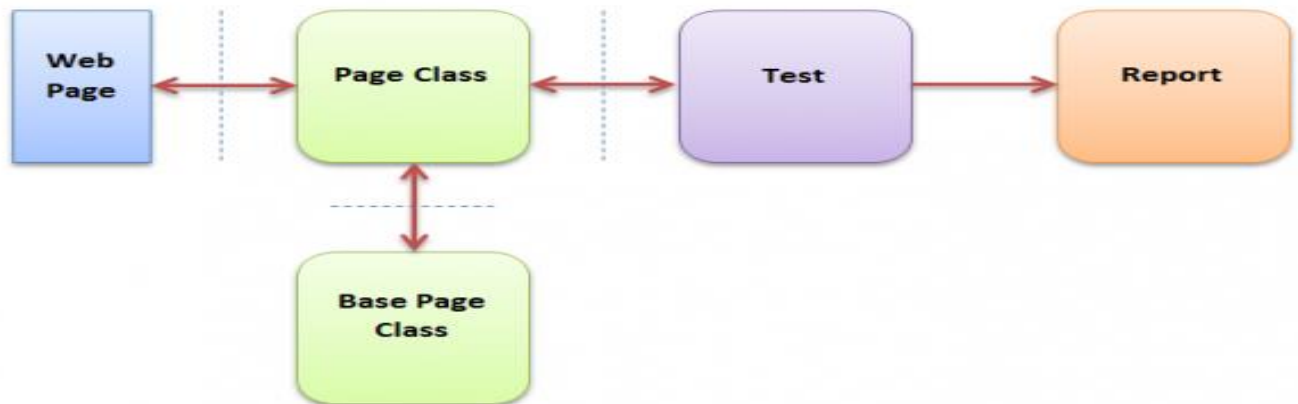 Web
Page
Page Class
Test
Report
Base Page
Class